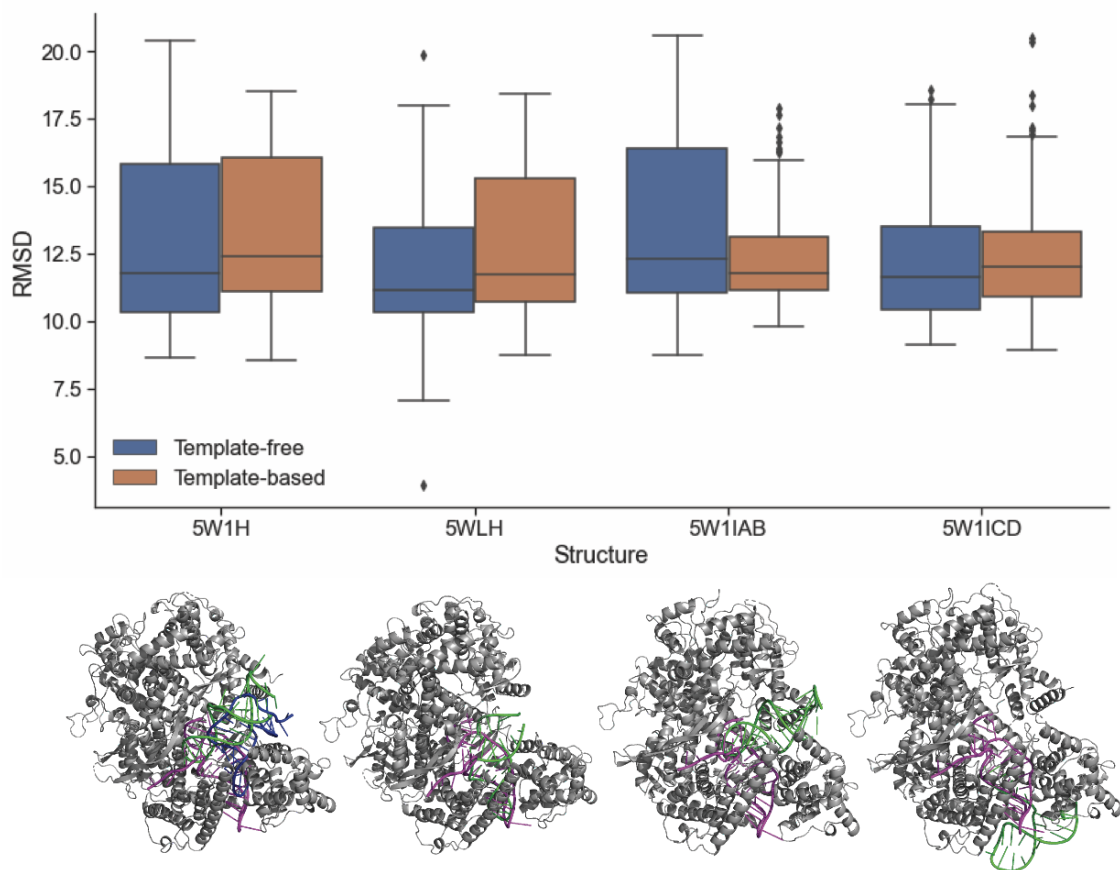 20.0
17.5
15.0
12.5
10.0
7.5
5.0
RMSD
Template-free
Template-based
5W1H
5WLH
5W1IAB
5W1ICD
Structure